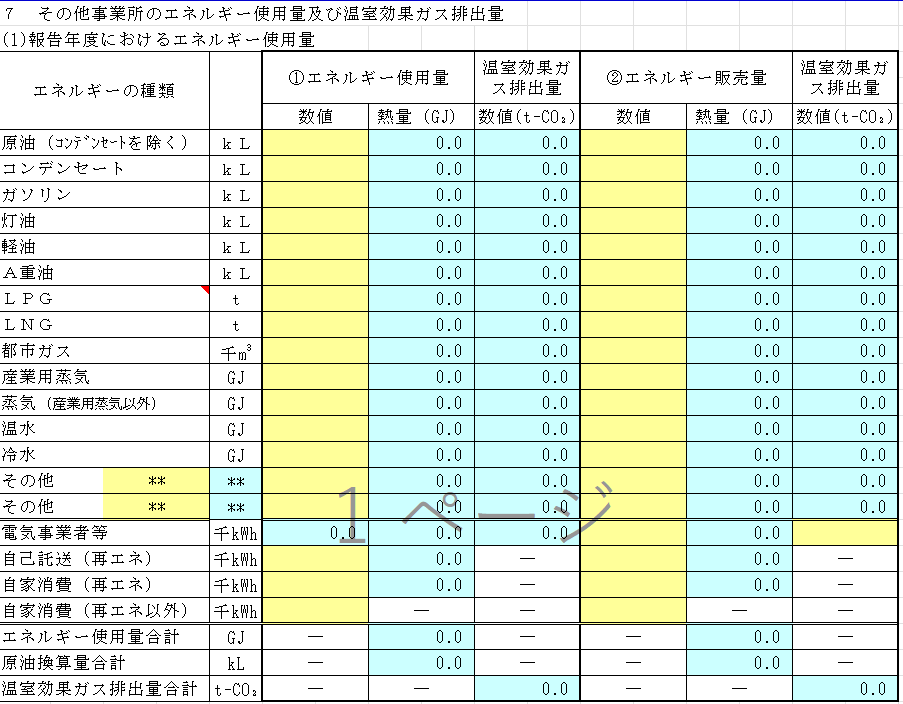 ７　その他事業所のエネルギー使用量及び温室効果ガス排出量
(1)報告年度におけるエネルギー使用量
エネルギーの種類 ①エネルギー使用量 温室効果ガス排出量 ②エネルギー販売量 温室効果ガス排出量
数値 熱量（GJ） 数値(t-CO₂) 数値 熱量（GJ） 数値(t-CO₂)
原油（ｺﾝﾃﾞﾝｾｰﾄを除く） ｋＬ 0.0 0.0 0.0 0.0
コンデンセート ｋＬ 0.0 0.0 0.0 0.0
ガソリン ｋＬ 0.0 0.0 0.0 0.0
灯油 ｋＬ 0.0 0.0 0.0 0.0
軽油 ｋＬ 0.0 0.0 0.0 0.0
Ａ重油 ｋＬ 0.0 0.0 0.0 0.0
ＬＰＧ ｔ 0.0 0.0 0.0 0.0
ＬＮＧ ｔ 0.0 0.0 0.0 0.0
都市ガス 千m³ 0.0 0.0 0.0 0.0
産業用蒸気 GJ 0.0 0.0 0.0 0.0
蒸気（産業用蒸気以外） GJ 0.0 0.0 0.0 0.0
温水 GJ 0.0 0.0 0.0 0.0
冷水 GJ 0.0 0.0 0.0 0.0
その他 ** ** 0.0 0.0 0.0 0.0
その他 ** ** 0.0 0.0 0.0 0.0
1 ページ
電気事業者等 千kWh 0.0 0.0 0.0 0.0
自己託送（再エネ） 千kWh 0.0 － 0.0 －
自家消費（再エネ） 千kWh 0.0 － 0.0 －
自家消費（再エネ以外） 千kWh － － － －
エネルギー使用量合計 GJ － 0.0 － － 0.0 －
原油換算量合計 kL － 0.0 － － 0.0 －
温室効果ガス排出量合計 t-CO₂ － － 0.0 － － 0.0